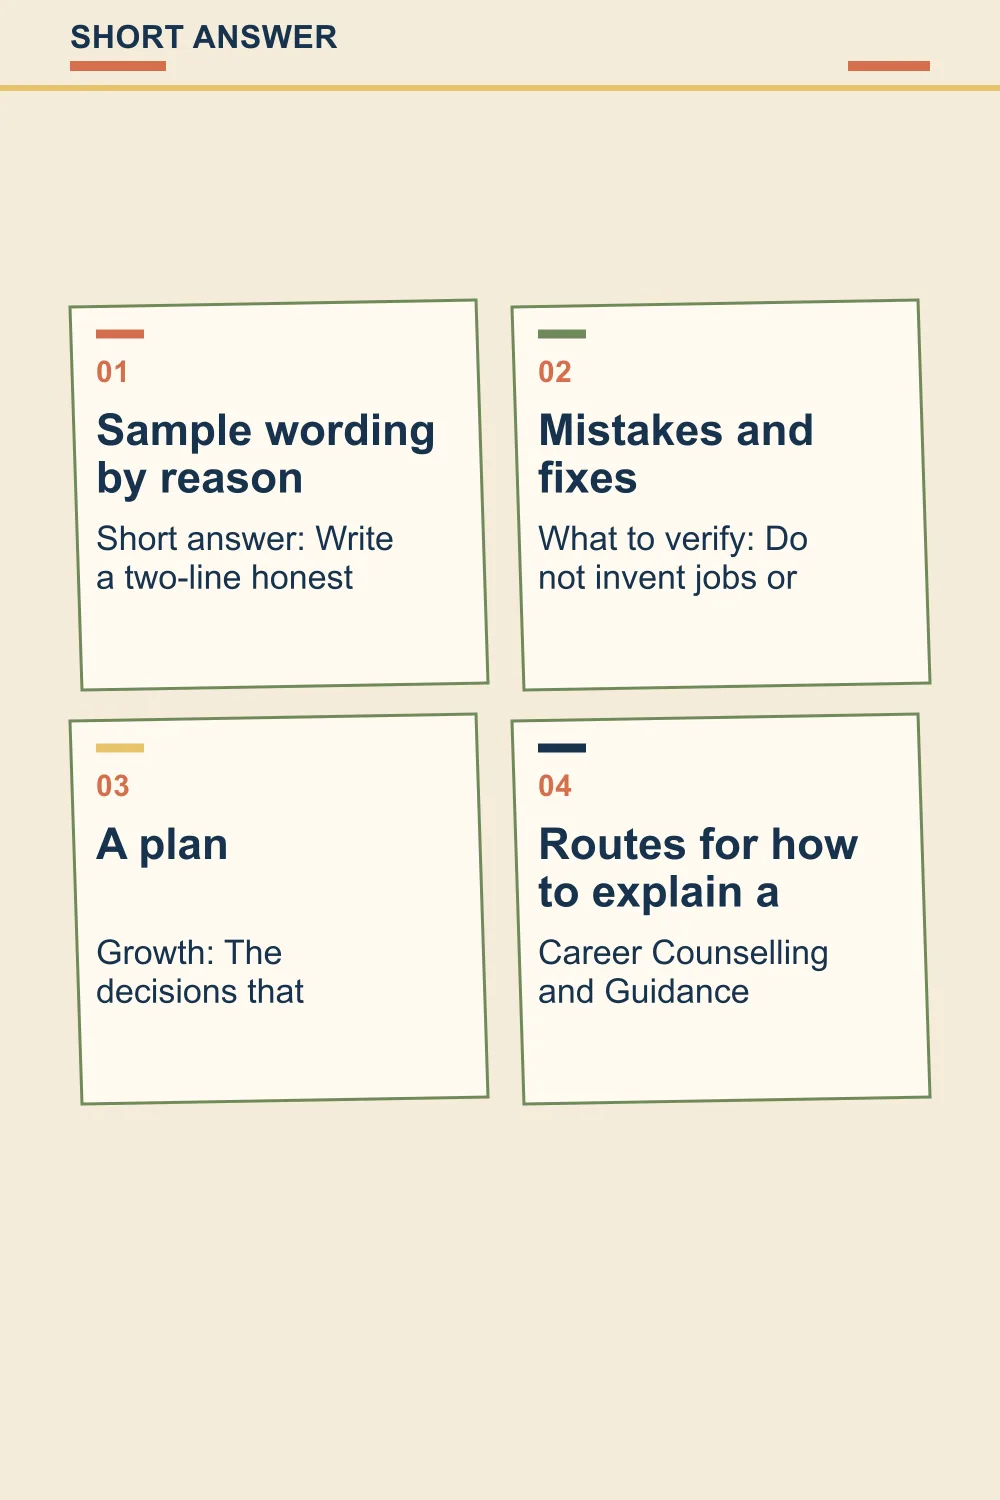 SHORT ANSWER
01
Sample wording
by reason
Short answer: Write
a two-line honest
02
Mistakes and
fixes
What to verify: Do
not invent jobs or
03
A plan
Growth: The
decisions that
04
Routes for how
to explain a
Career Counselling
and Guidance